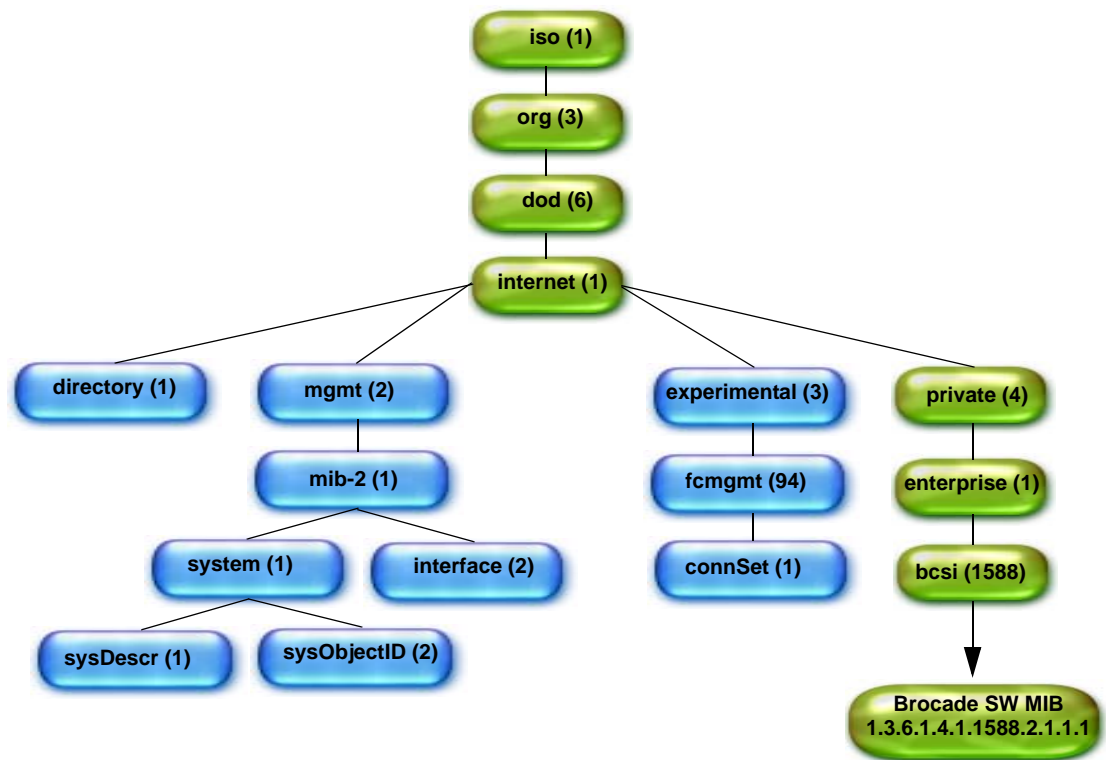 iso (1)
org (3)
dod (6)
internet (1)
directory (1)
mgmt (2)
experimental (3)
private (4)
mib-2 (1)
fcmgmt (94)
enterprise (1)
system (1)
interface (2)
connSet (1)
bcsi (1588)
sysDescr (1)
sysObjectID (2)
Brocade SW MIB
1.3.6.1.4.1.1588.2.1.1.1